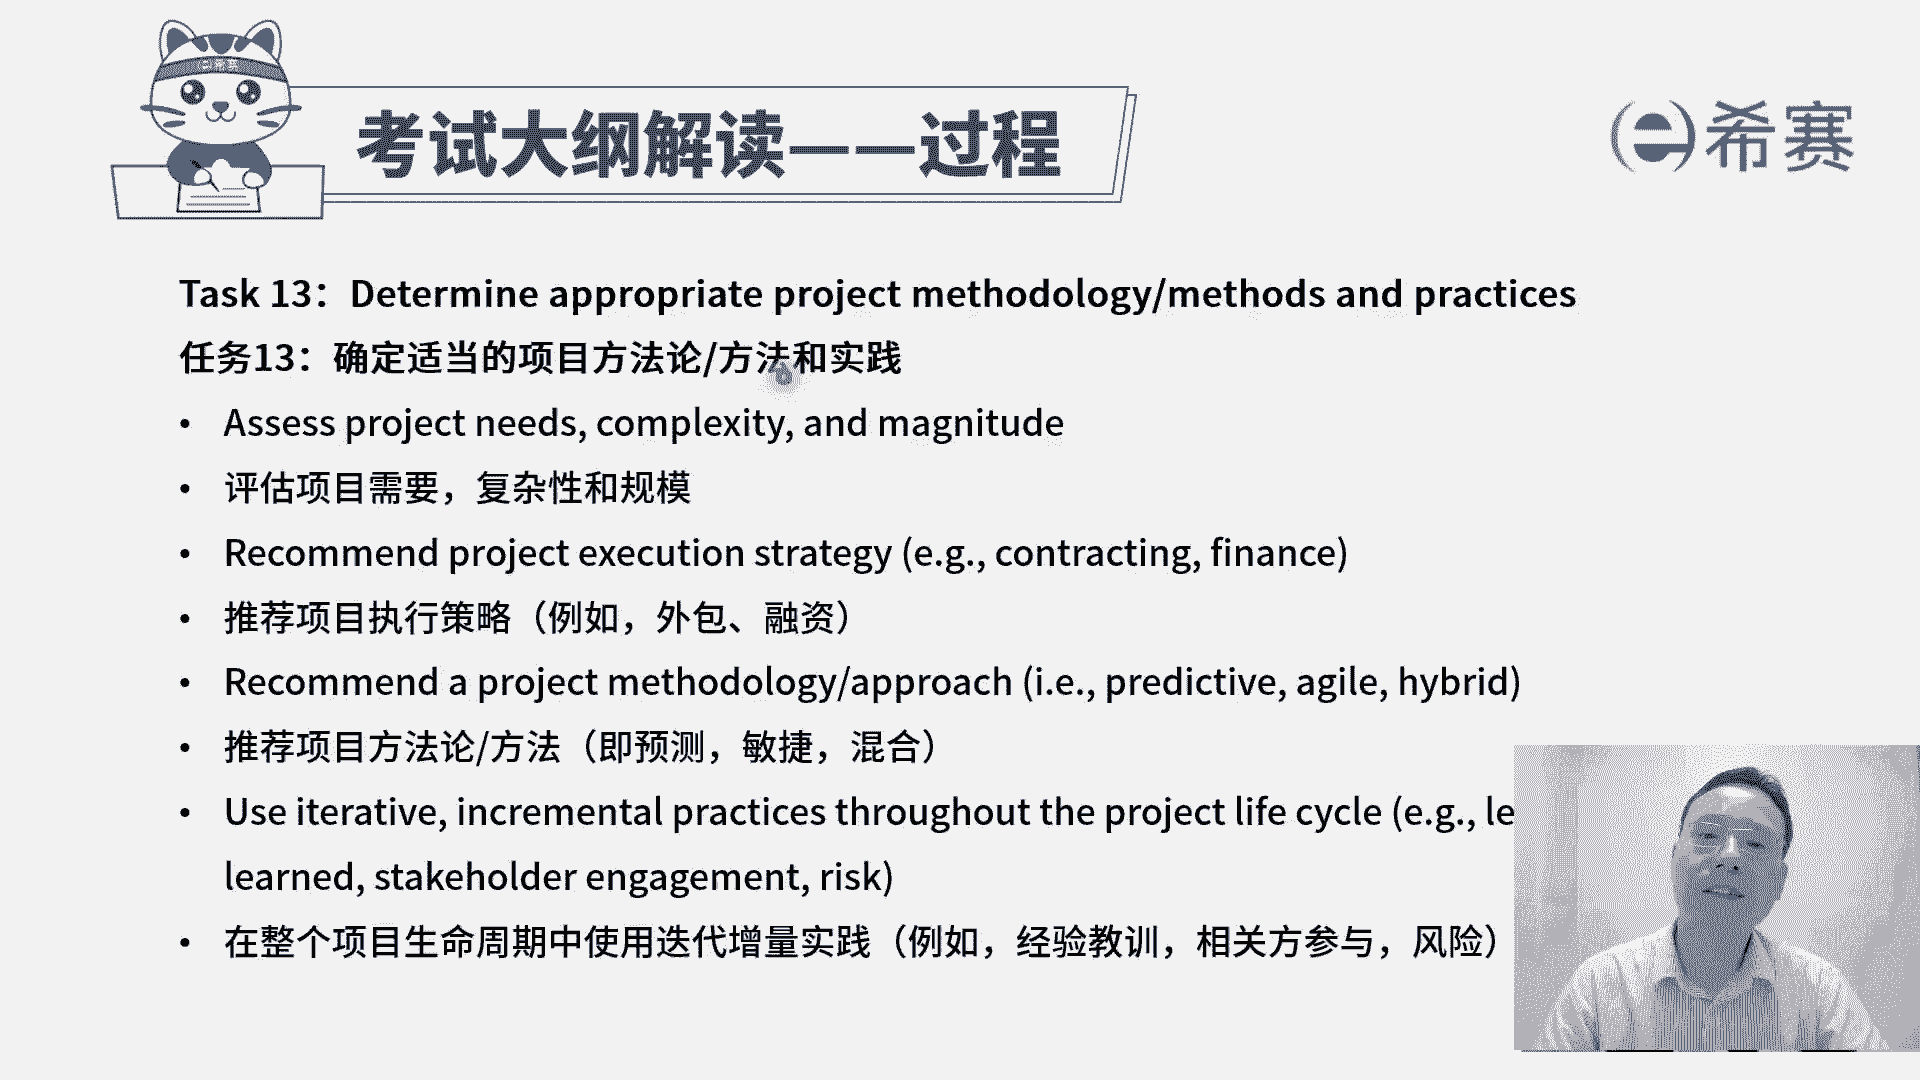 考试大纲解读——过程
希赛
Task 13：Determine appropriate project methodology/methods and practices
任务13：确定适当的项目方法论/方法和实践
• Assess project needs, complexity, and magnitude
• 评估项目需要，复杂性和规模
• Recommend project execution strategy (e.g., contracting, finance)
• 推荐项目执行策略（例如，外包、融资）
• Recommend a project methodology/approach (i.e., predictive, agile, hybrid)
• 推荐项目方法论/方法（即预测，敏捷，混合）
• Use iterative, incremental practices throughout the project life cycle (e.g., le
learned, stakeholder engagement, risk)
• 在整个项目生命周期中使用迭代增量实践（例如，经验教训，相关方参与，风险）